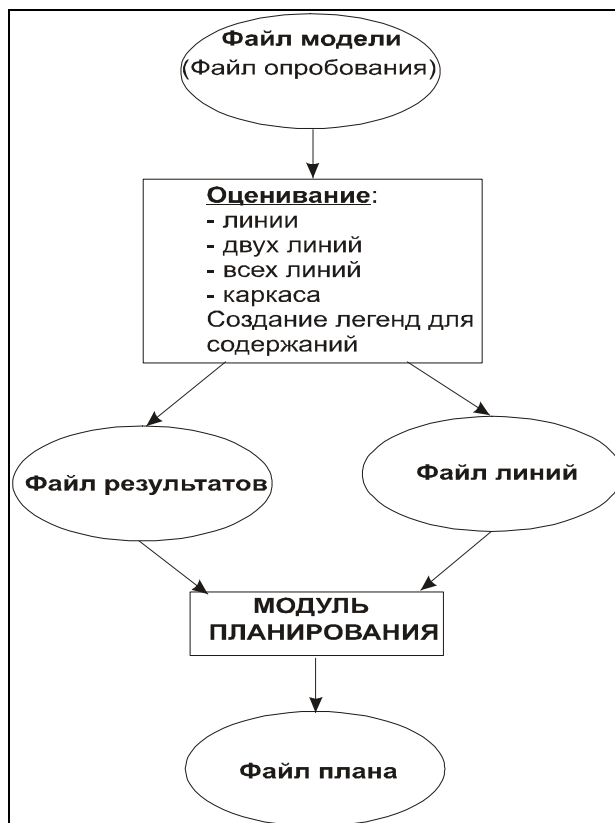 Файл модели
(Файл опробования)
Оценивание:
- линии
- двух линий
- всех линий
- каркаса
Создание легенд для
содержаний
Файл результатов
Файл линий
МОДУЛЬ
ПЛАНИРОВАНИЯ
Файл плана